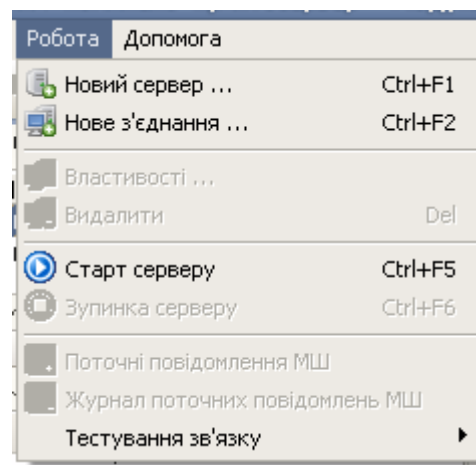 Робота Допомога
Новий сервер ... Ctrl+F1
Нове з'єднання ... Ctrl+F2
Властивості ...
Видалити Del
Старт серверу Ctrl+F5
Зупинка серверу Ctrl+F6
Поточні повідомлення МШ
Журнал поточних повідомлень МШ
Тестування зв'язку